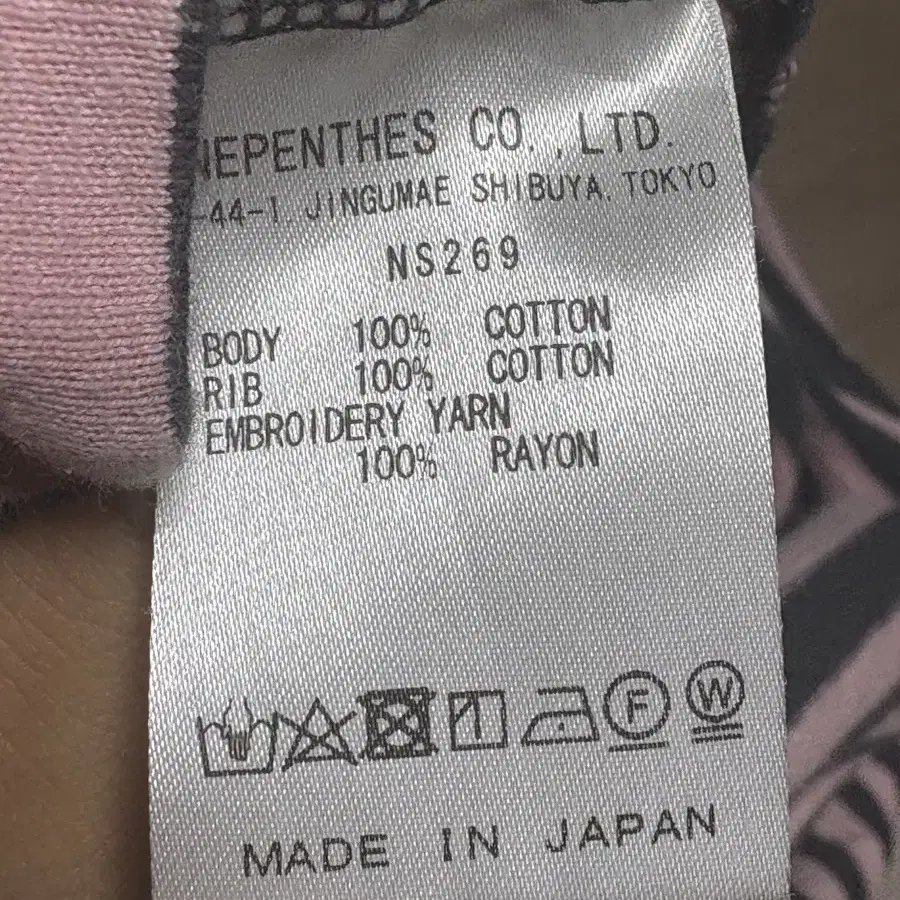 NEPENTHES CO.,LTD.
-44-1. JINGUMAE SHIBUYA. TOKYO
NS269
BODY 100% COTTON
RIB 100% COTTON
EMBROIDERY YARN
100% RAYON
F W
MADE IN JAPAN